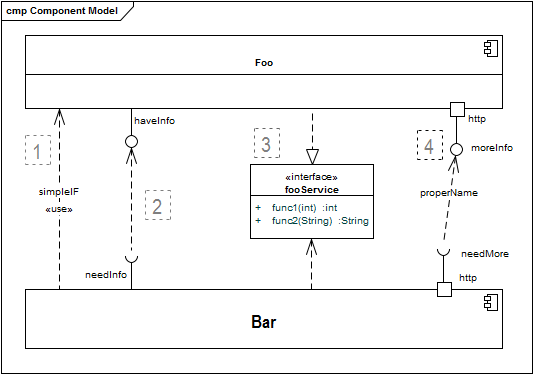 cmp Component Model
Foo
haveInfo
http
1
3
4
moreInfo
«interface»
fooService
simpleIF
properName
«use»
2
+ func1(int) :int
+ func2(String) :String
needInfo
needMore
http
Bar